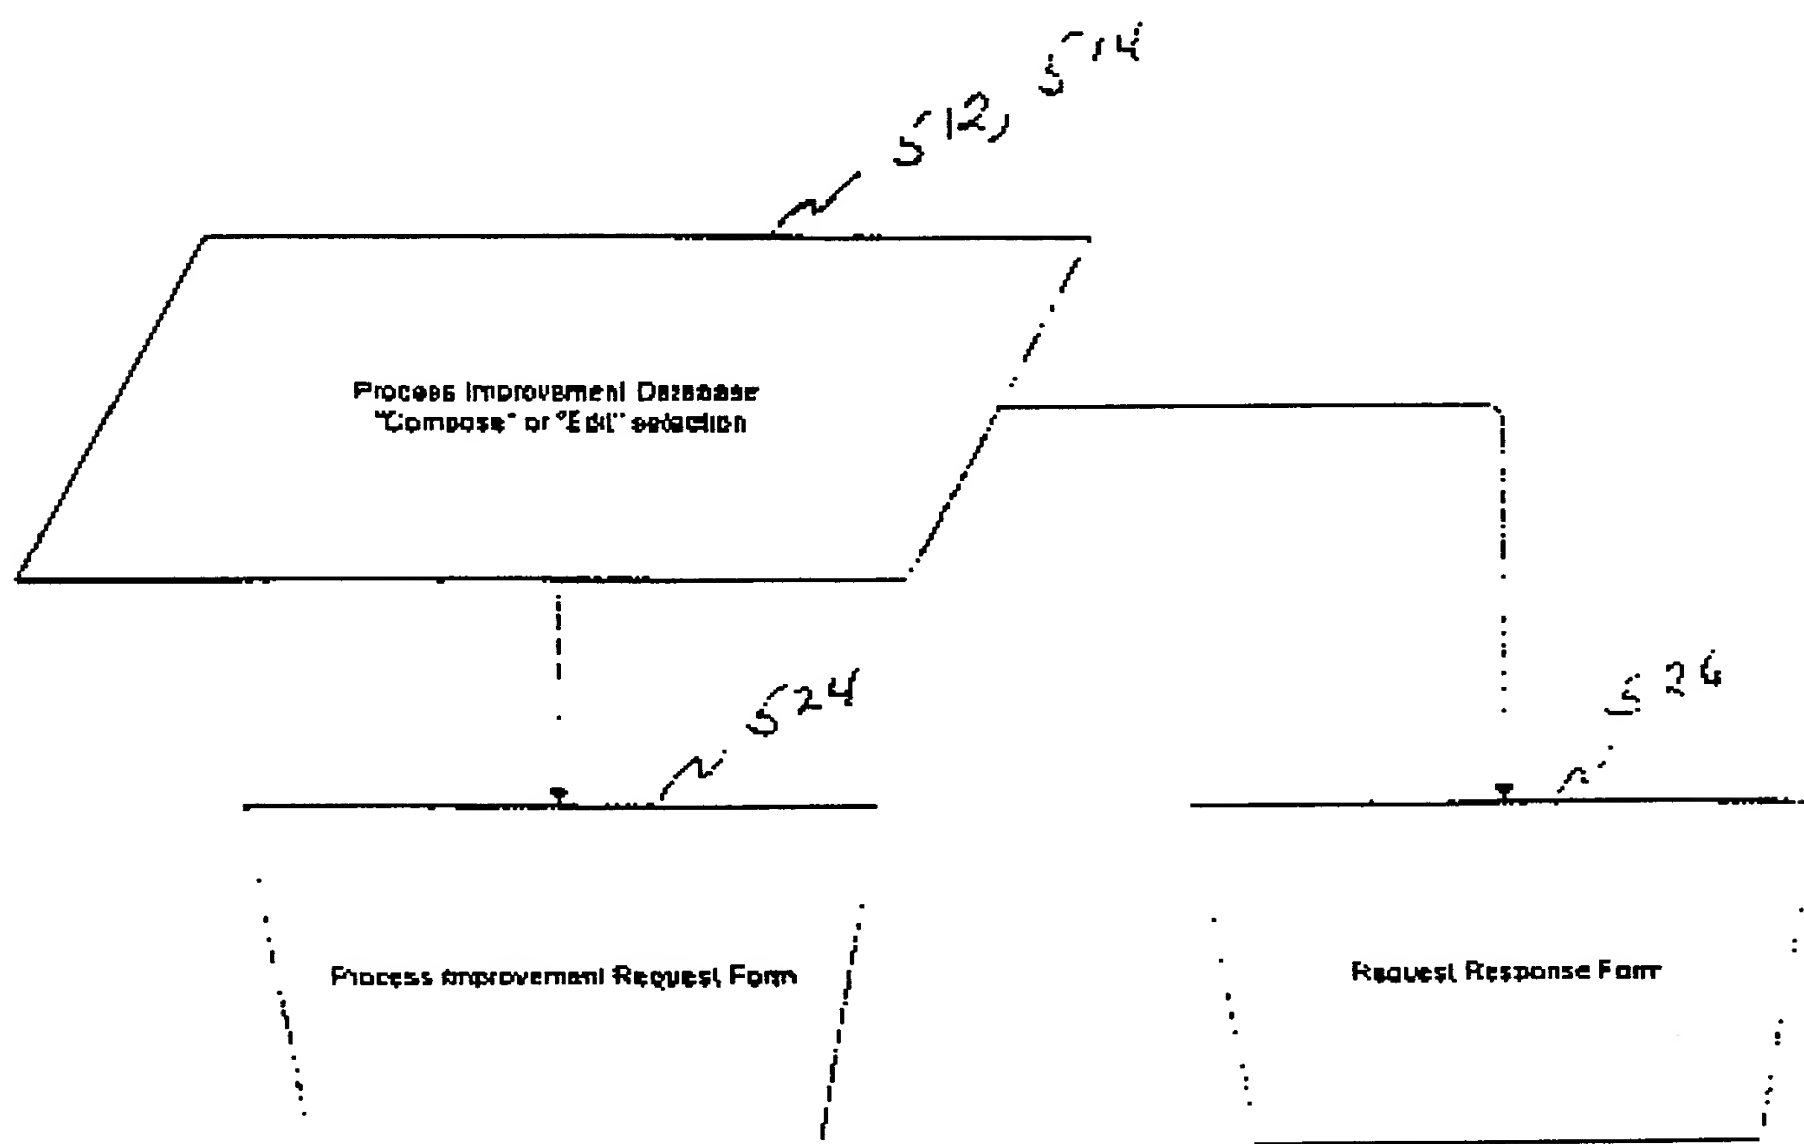 512, 514
Process Improvement Database
"Compose" or "Edit" selection
524
526
Process Improvement Request Form
Request Response Form